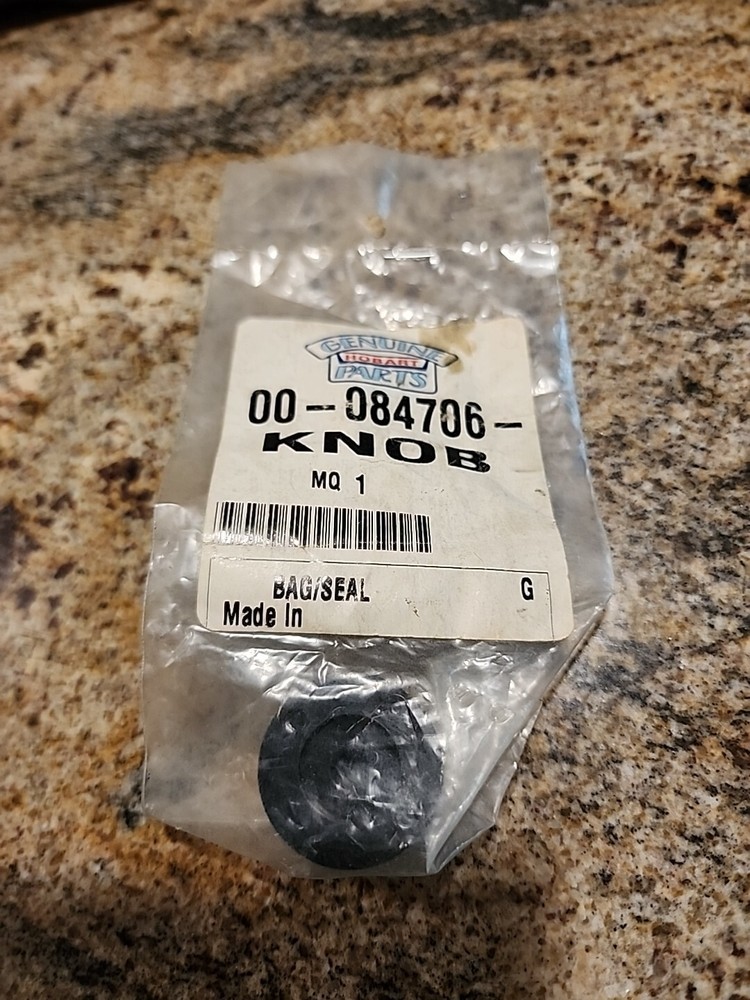 GENUINE
HOBART
PARTS
00-084706-
KNOB
MQ 1
BAG/SEAL G
Made In